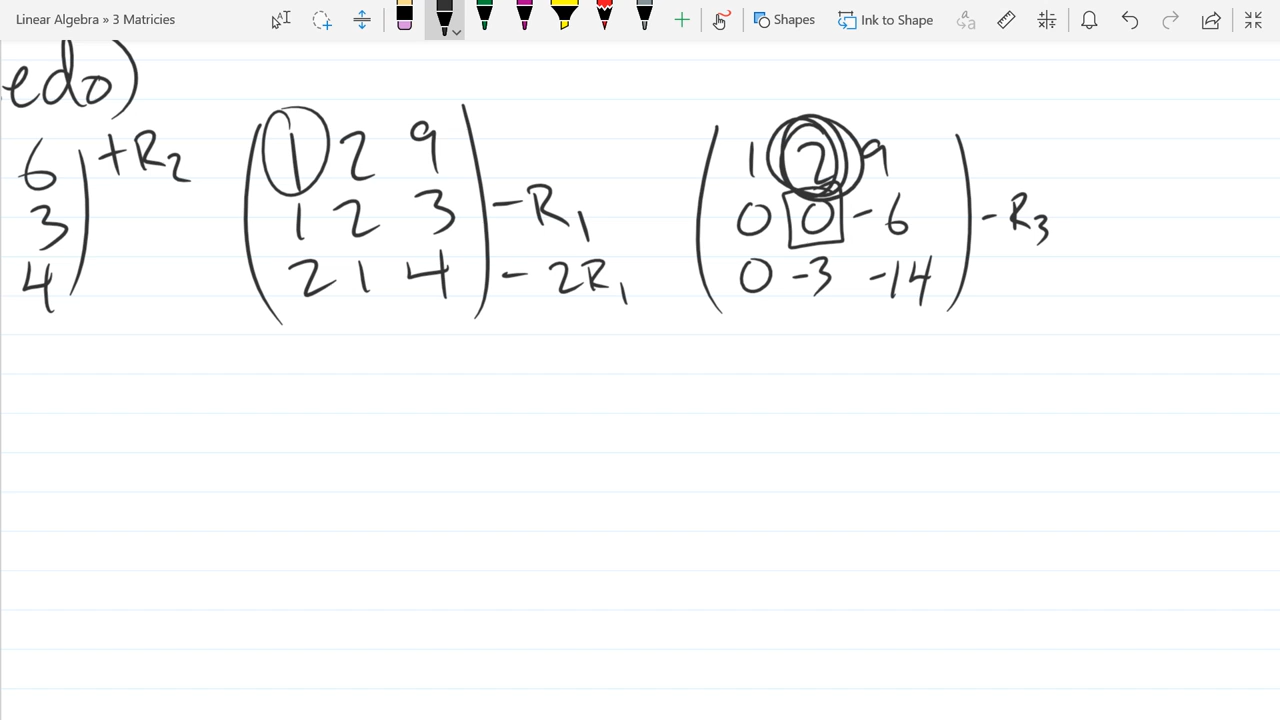 Linear Algebra » 3 Matricies
Shapes
Ink to Shape
edo)
6 + R2
3
4
1 2 9
1 2 3 - R1
2 1 4 - 2R1
1 2 9
0 0 -6 - R3
0 -3 -14